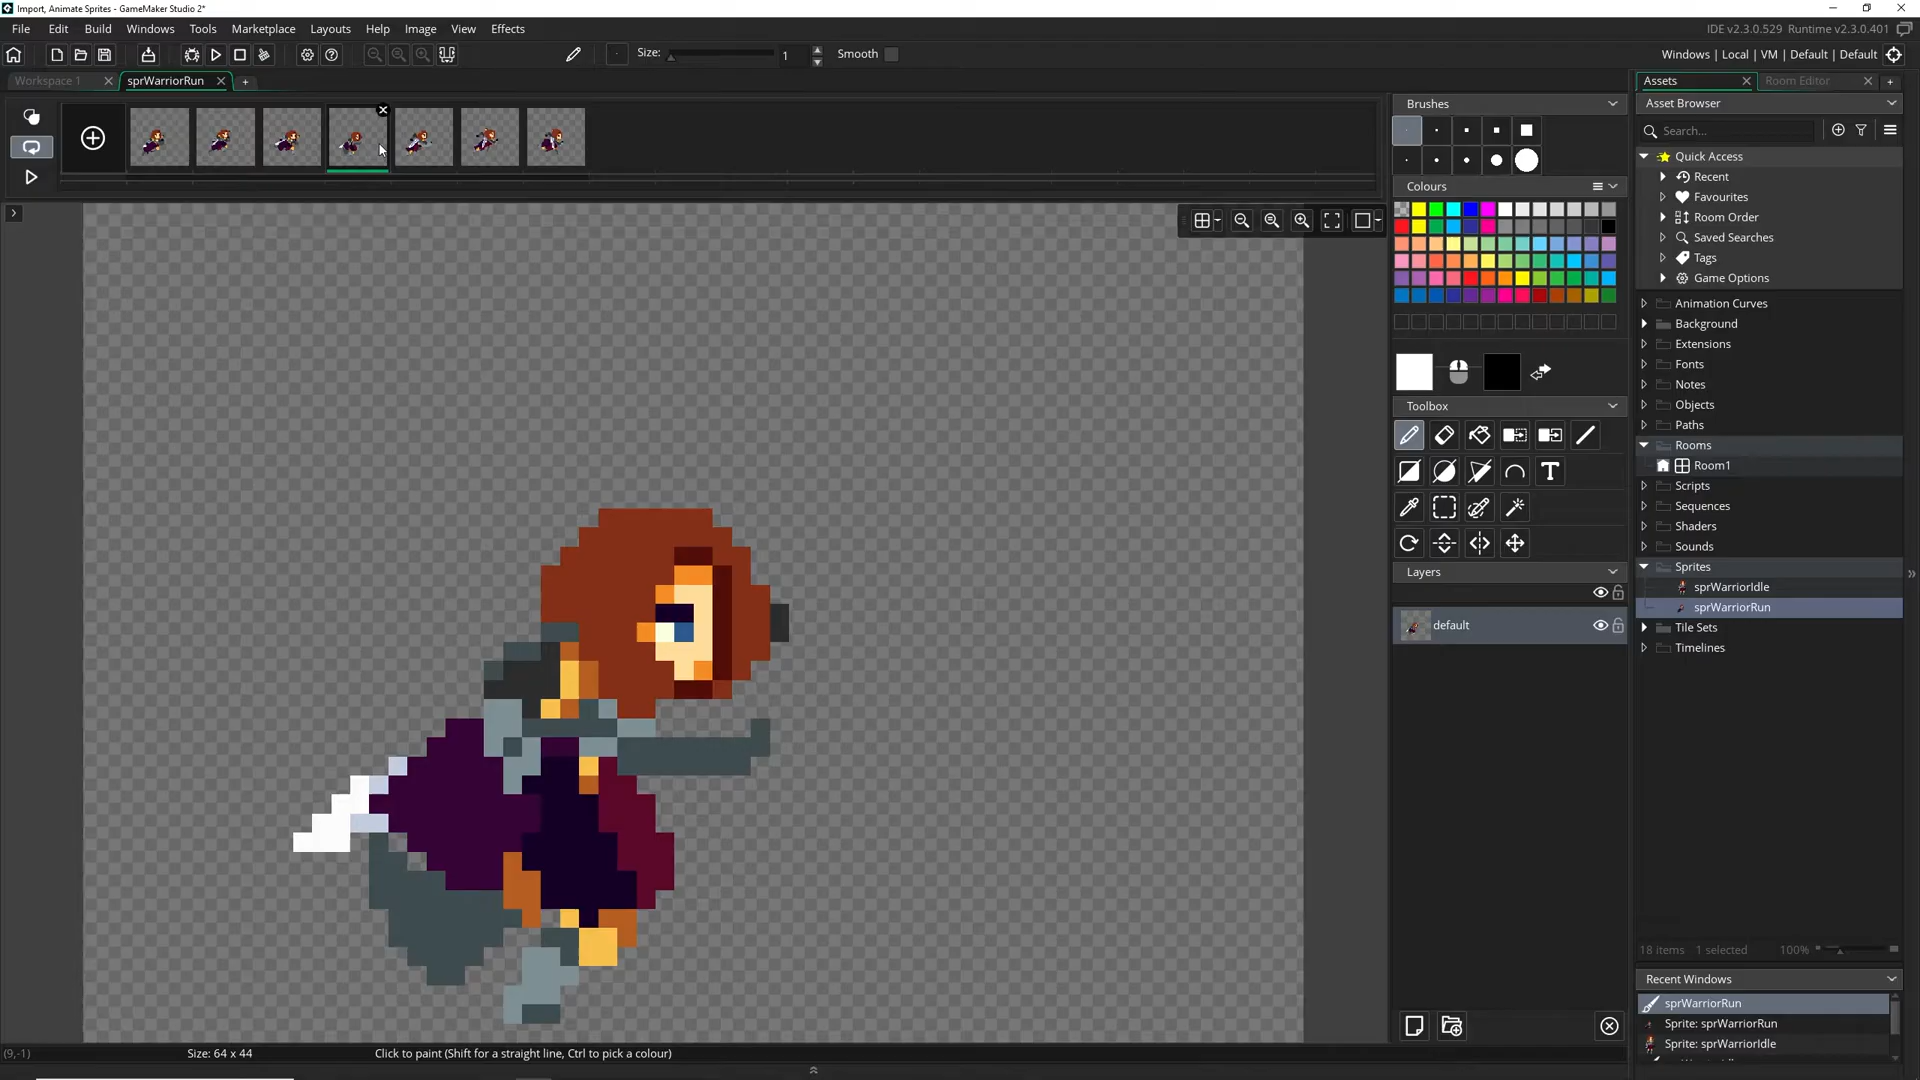 Import, Animate Sprites - GameMaker Studio 2*
File Edit Build Windows Tools Marketplace Layouts Help Image View Effects
IDE v2.3.0.529 Runtime v2.3.0.401
Size: 1 Smooth
Windows | Local | VM | Default | Default
Workspace 1 sprWarriorRun
Assets Room Editor
Brushes
Asset Browser
Search...
Quick Access
Recent
Colours
Favourites
Room Order
Saved Searches
Tags
Game Options
Animation Curves
Background
Extensions
Fonts
Notes
Objects
Toolbox
Paths
Rooms
Room1
Scripts
Sequences
Shaders
Sounds
Layers
Sprites
sprWarriorIdle
sprWarriorRun
default
Tile Sets
Timelines
18 items 1 selected 100%
Recent Windows
sprWarriorRun
Sprite: sprWarriorRun
Sprite: sprWarriorIdle
(9,-1) Size: 64 x 44 Click to paint (Shift for a straight line, Ctrl to pick a colour)